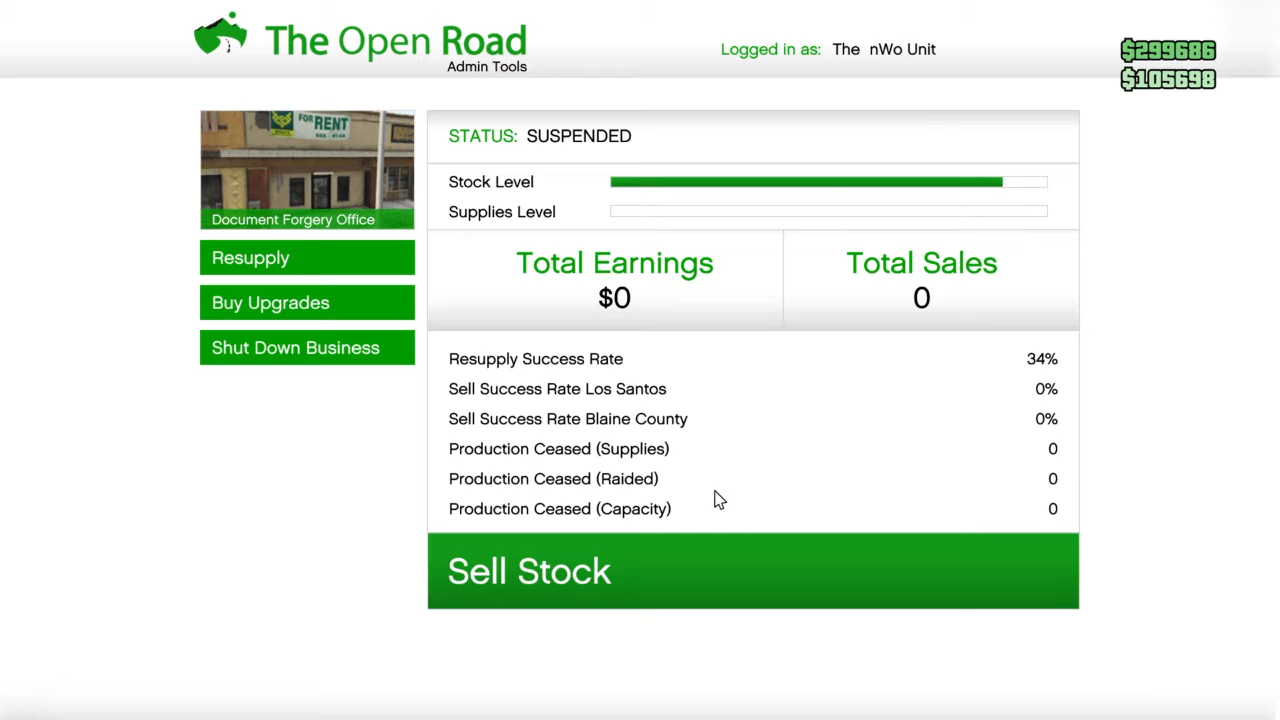 The Open Road
Admin Tools
Logged in as: The nWo Unit
$299686
$105698
FOR RENT
Document Forgery Office
Resupply
Buy Upgrades
Shut Down Business
STATUS: SUSPENDED
Stock Level
Supplies Level
Total Earnings
$0
Total Sales
0
Resupply Success Rate 34%
Sell Success Rate Los Santos 0%
Sell Success Rate Blaine County 0%
Production Ceased (Supplies) 0
Production Ceased (Raided) 0
Production Ceased (Capacity) 0
Sell Stock